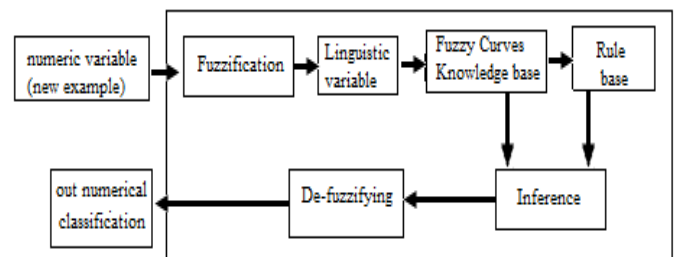 numeric variable
(new example)
Fuzzification
Linguistic
variable
Fuzzy Curves
Knowledge base
Rule
base
out numerical
classification
De-fuzzifying
Inference